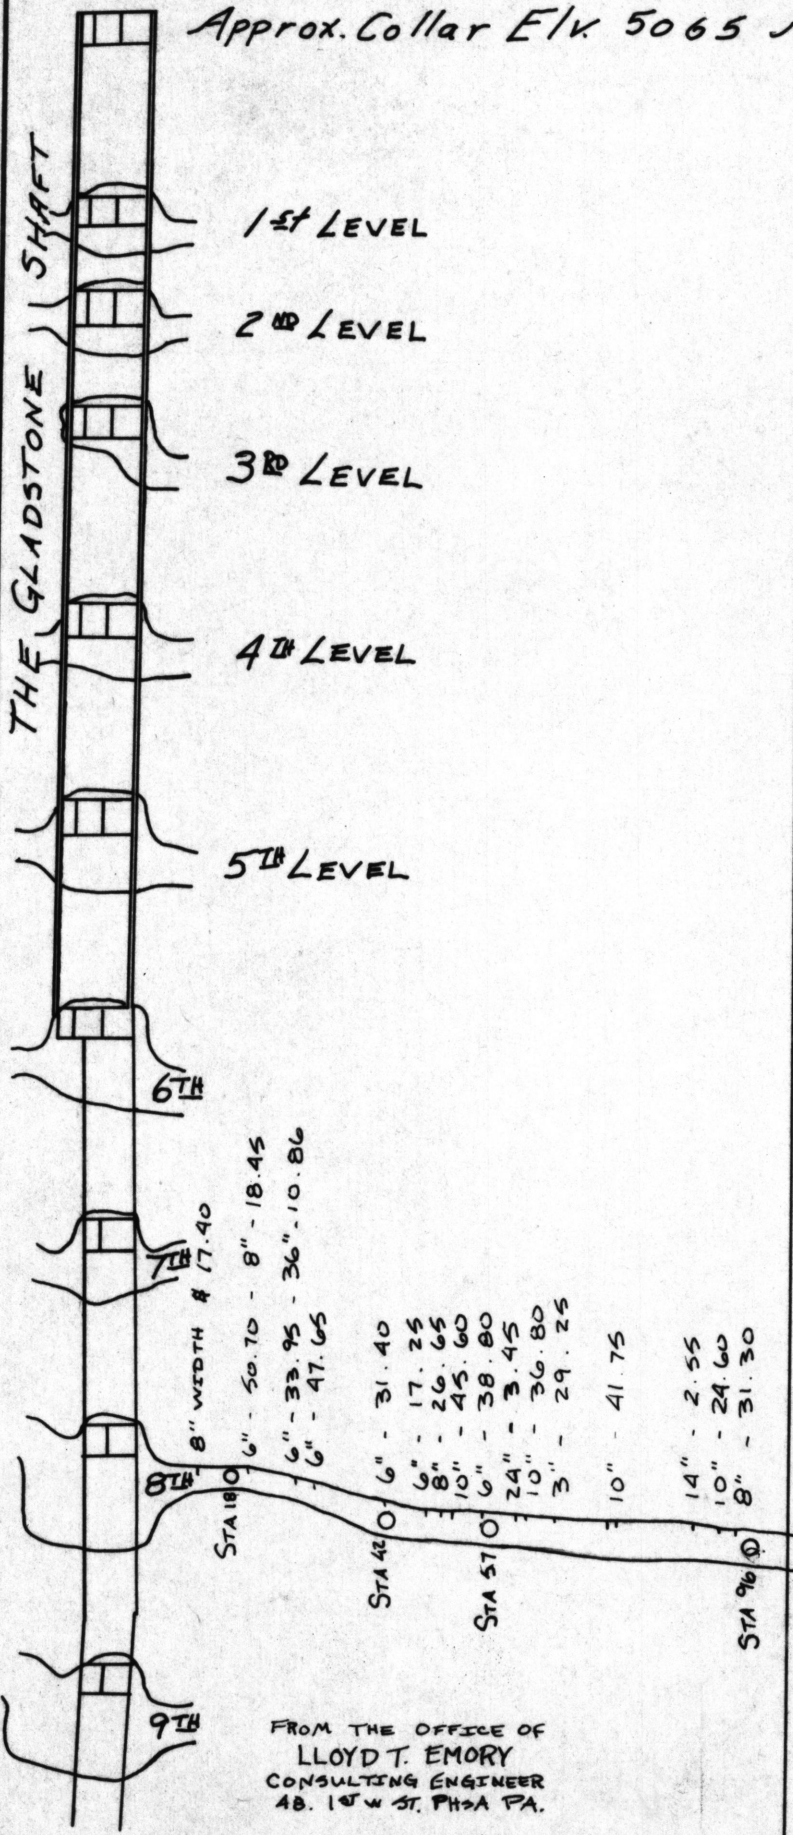 Approx. Collar Elv. 5065
THE GLADSTONE SHAFT
1st LEVEL
2ND LEVEL
3RD LEVEL
4TH LEVEL
5TH LEVEL
6TH
7TH
8TH
9TH
8" WIDTH $ 17.40
6" - 50.70 - 8" - 18.45
6" - 33.95 - 36" - 10.86
6" - 47.65
6" - 31.40
6" - 17.25
8" - 26.65
10" - 45.60
6" - 38.80
24" - 3.45
10" - 36.80
3" - 29.25
10" - 41.75
14" - 2.55
10" - 24.60
8" - 31.30
STA 18
STA 42
STA 57
STA 96
FROM THE OFFICE OF
LLOYD T. EMORY
CONSULTING ENGINEER
48. 1ST W ST. PA.